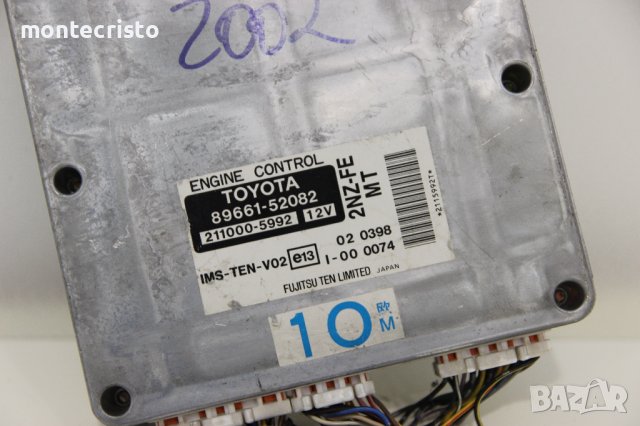 montecristo
2002
ENGINE CONTROL
TOYOTA
89661-52082
211000-5992 12V
2NZ-FE
MT
*2115992T*
IMS-TEN-V02 e13 02 0398
I-00 0074
FUJITSU TEN LIMITED JAPAN
10 M
BAZAR